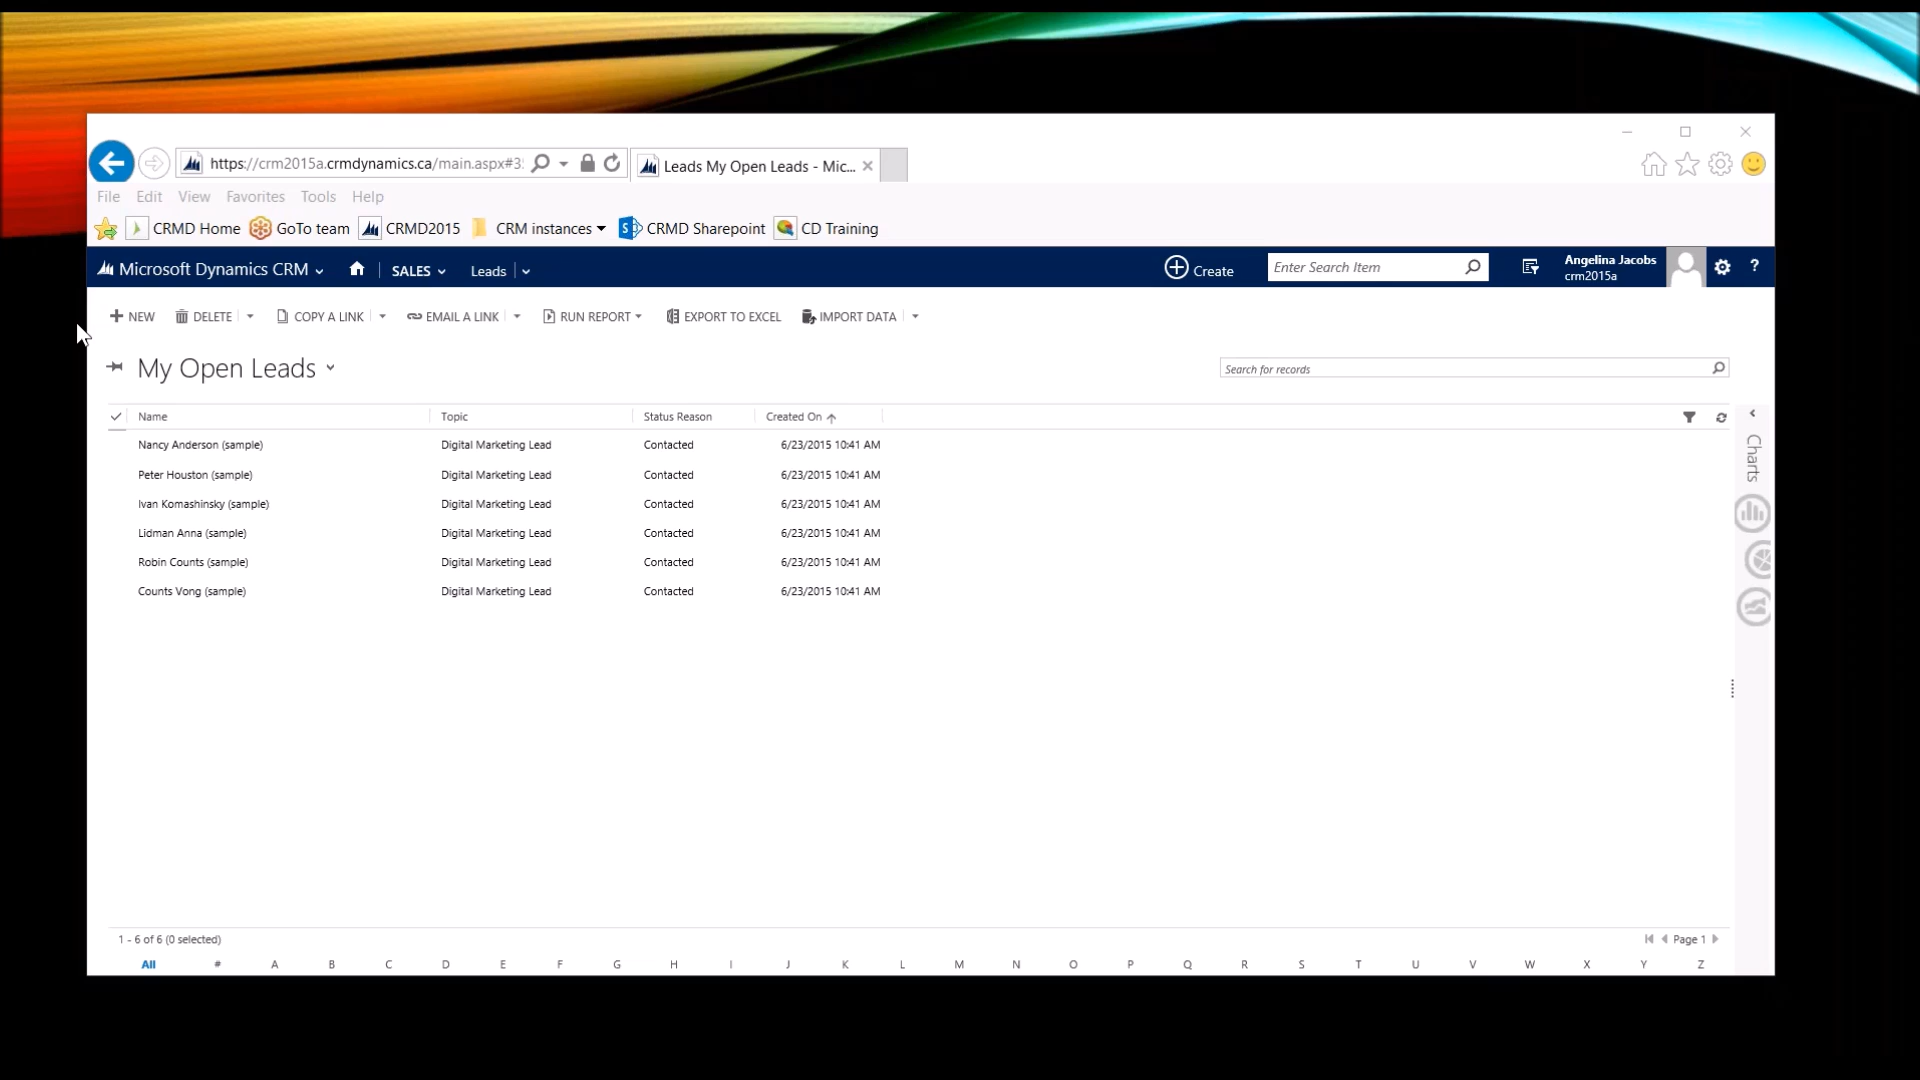 https://crm2015a.crmdynamics.ca/main.aspx#3: Leads My Open Leads - Mic...
File Edit View Favorites Tools Help
CRMD Home GoTo team CRMD2015 CRM instances CRMD Sharepoint CD Training
Microsoft Dynamics CRM SALES Leads Create Enter Search Item Angelina Jacobs ?
crm2015a
NEW DELETE COPY A LINK EMAIL A LINK RUN REPORT EXPORT TO EXCEL IMPORT DATA
My Open Leads Search for records
Name Topic Status Reason Created On
Nancy Anderson (sample) Digital Marketing Lead Contacted 6/23/2015 10:41 AM
Peter Houston (sample) Digital Marketing Lead Contacted 6/23/2015 10:41 AM
Ivan Komashinsky (sample) Digital Marketing Lead Contacted 6/23/2015 10:41 AM
Lidman Anna (sample) Digital Marketing Lead Contacted 6/23/2015 10:41 AM
Robin Counts (sample) Digital Marketing Lead Contacted 6/23/2015 10:41 AM
Counts Vong (sample) Digital Marketing Lead Contacted 6/23/2015 10:41 AM
Charts
1 - 6 of 6 (0 selected) Page 1
All # A B C D E F G H I J K L M N O P Q R S T U V W X Y Z